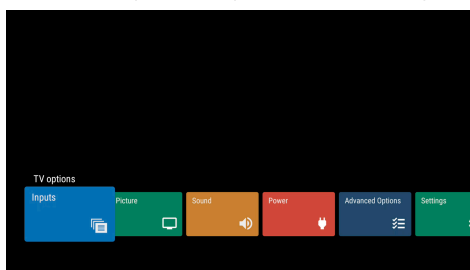 TV options
Inputs
Picture
Sound
Power
Advanced Options
Settings